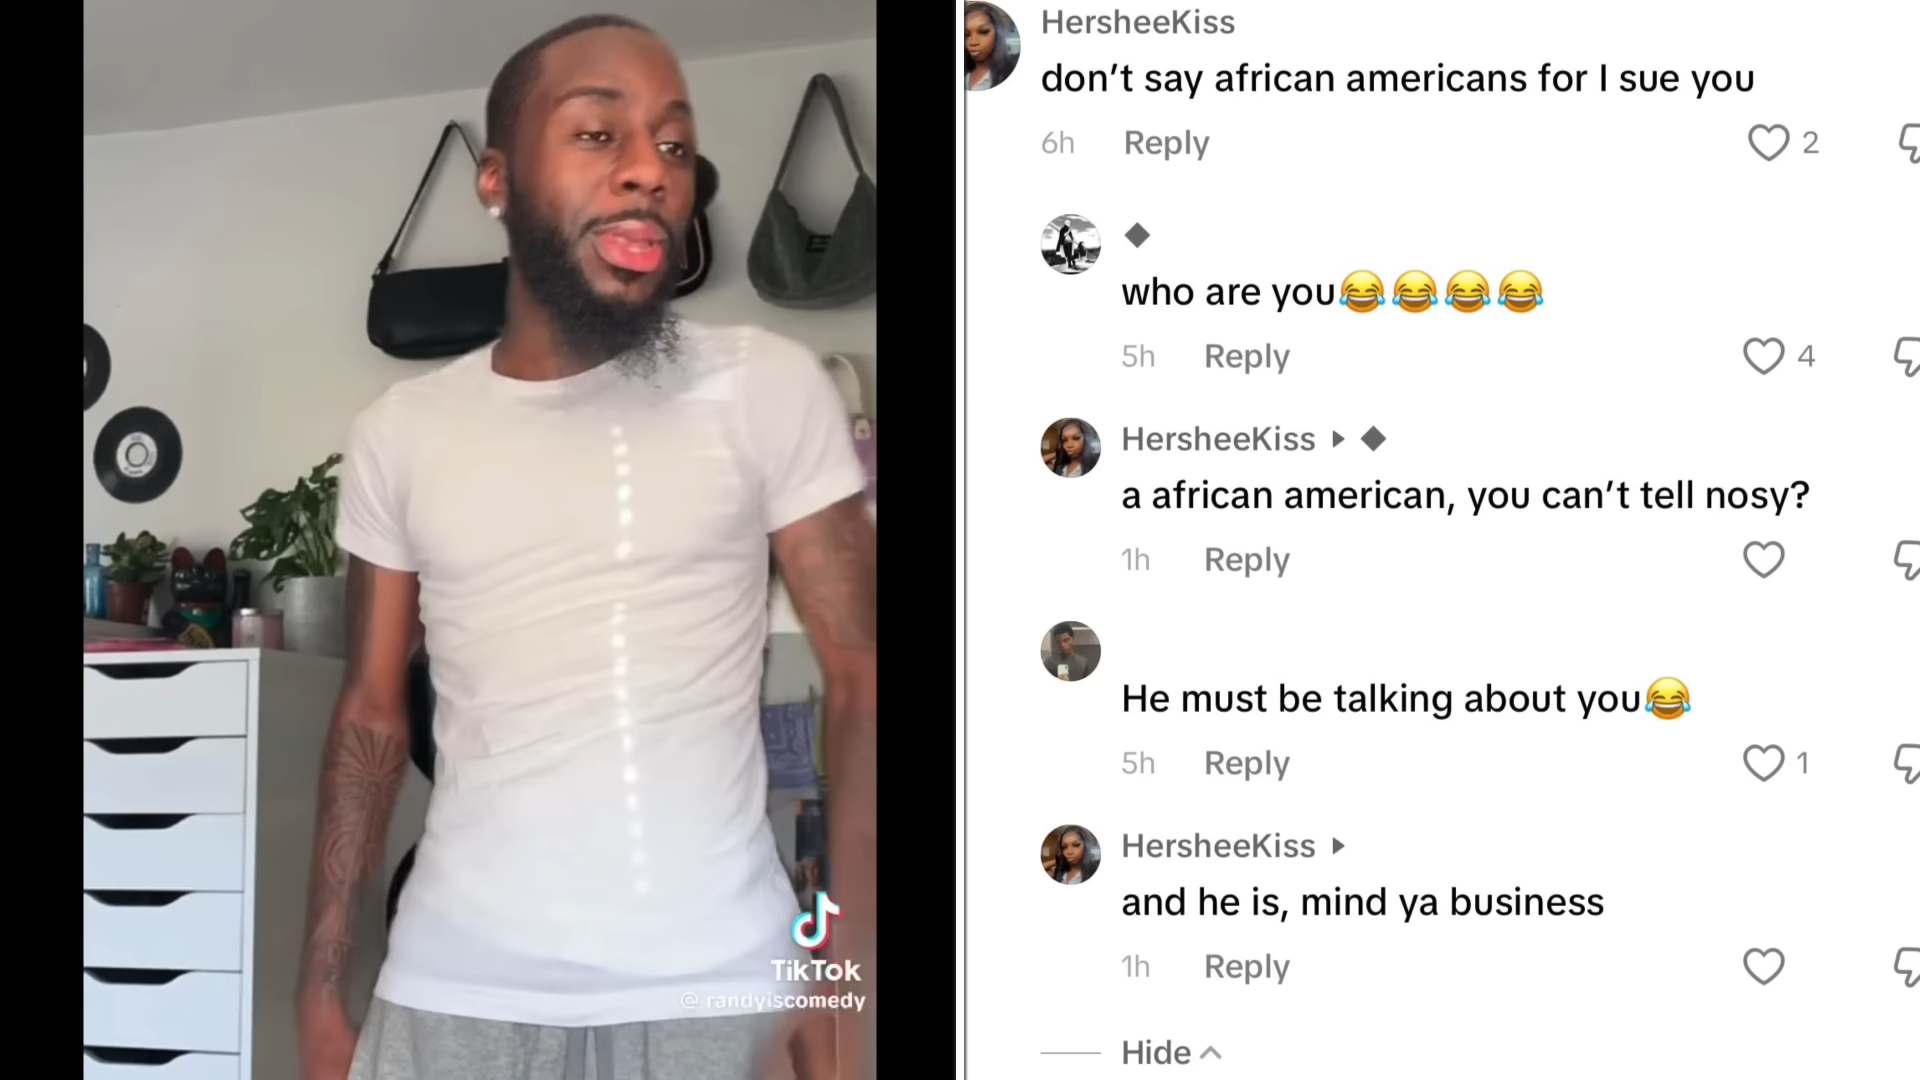 HersheeKiss
don’t say african americans for I sue you
6h Reply 2
who are you😂😂😂😂
5h Reply 4
HersheeKiss
a african american, you can’t tell nosy?
1h Reply
He must be talking about you😂
5h Reply 1
HersheeKiss
and he is, mind ya business
1h Reply
Hide
TikTok
@ randyiscomedy